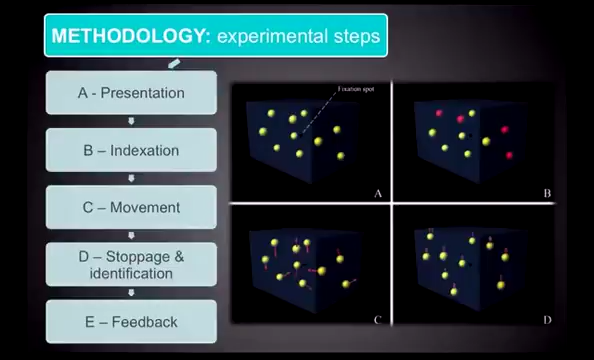 METHODOLOGY: experimental steps
A - Presentation
B – Indexation
C – Movement
D – Stoppage &
identification
E – Feedback
Fixation spot
A
B
C
D